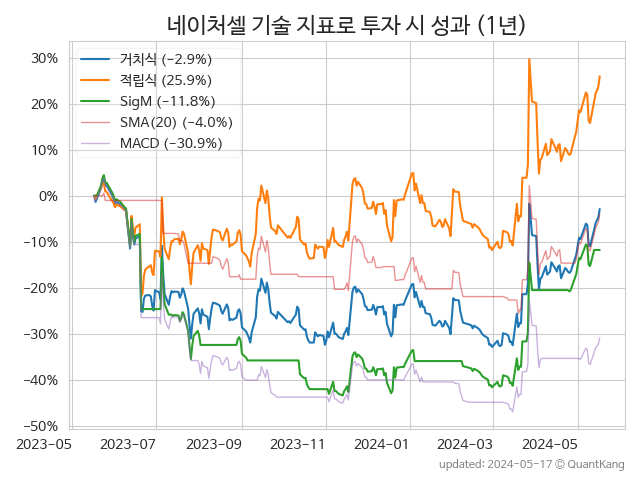 네이처셀 기술 지표로 투자 시 성과 (1년)
30%
20%
10%
0%
−10%
−20%
−30%
−40%
−50%
거치식 (−2.9%)
적립식 (25.9%)
SigM (−11.8%)
SMA(20) (−4.0%)
MACD (−30.9%)
2023-05 2023-07 2023-09 2023-11 2024-01 2024-03 2024-05
updated: 2024-05-17 © QuantKang